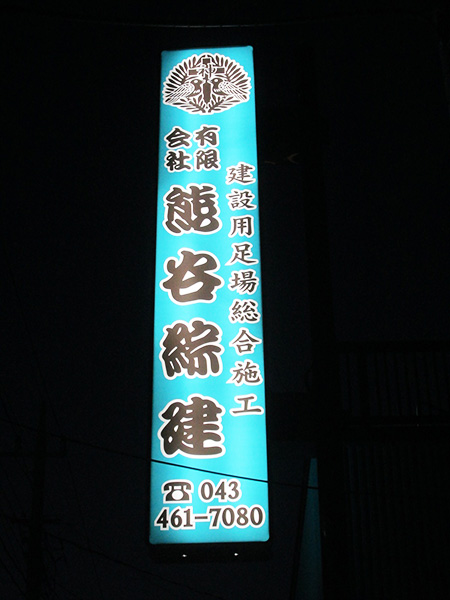 建設用足場総合施工
有限
会社
熊谷綜建
☎ 043
461-7080